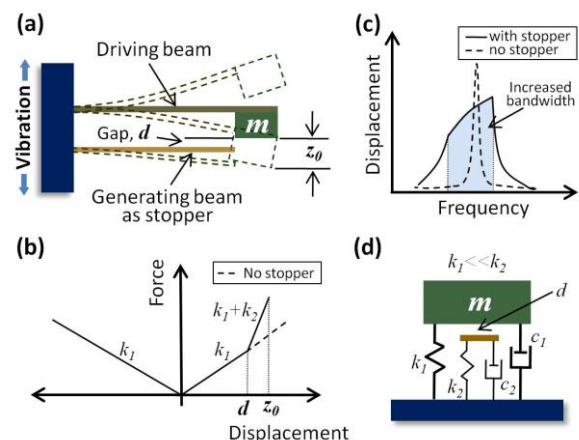 (a)
Vibration
Driving beam
Gap, d
m
z0
Generating beam
as stopper
(b)
Force
No stopper
k1+k2
k1
k1
d
z0
Displacement
(c)
with stopper
no stopper
Increased
bandwidth
Displacement
Frequency
(d)
k1<<k2
d
m
k1
k2
c2
c1